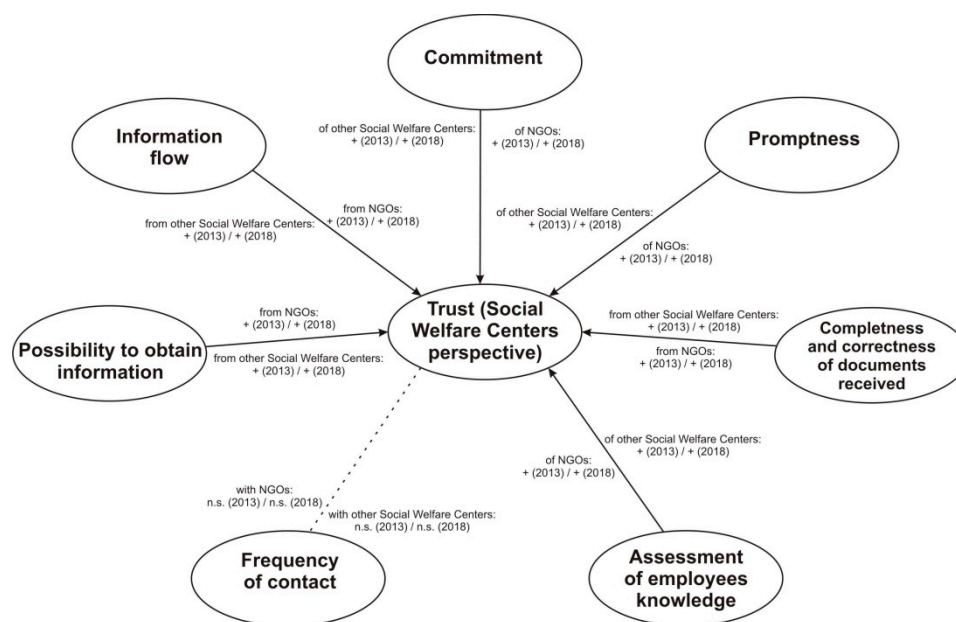 Commitment
of other Social Welfare Centers:
+ (2013) / + (2018)
of NGOs:
+ (2013) / + (2018)
Information
flow
from NGOs:
+ (2013) / + (2018)
from other Social Welfare Centers:
+ (2013) / + (2018)
Promptness
of other Social Welfare Centers:
+ (2013) / + (2018)
of NGOs:
+ (2013) / + (2018)
Trust (Social
Welfare Centers
perspective)
Possibility to obtain
information
from NGOs:
+ (2013) / + (2018)
from other Social Welfare Centers:
+ (2013) / + (2018)
Completness
and correctness
of documents
received
from other Social Welfare Centers:
+ (2013) / + (2018)
from NGOs:
+ (2013) / + (2018)
Frequency
of contact
with NGOs:
n.s. (2013) / n.s. (2018)
with other Social Welfare Centers:
n.s. (2013) / n.s. (2018)
Assessment
of employees
knowledge
of other Social Welfare Centers:
+ (2013) / + (2018)
of NGOs:
+ (2013) / + (2018)